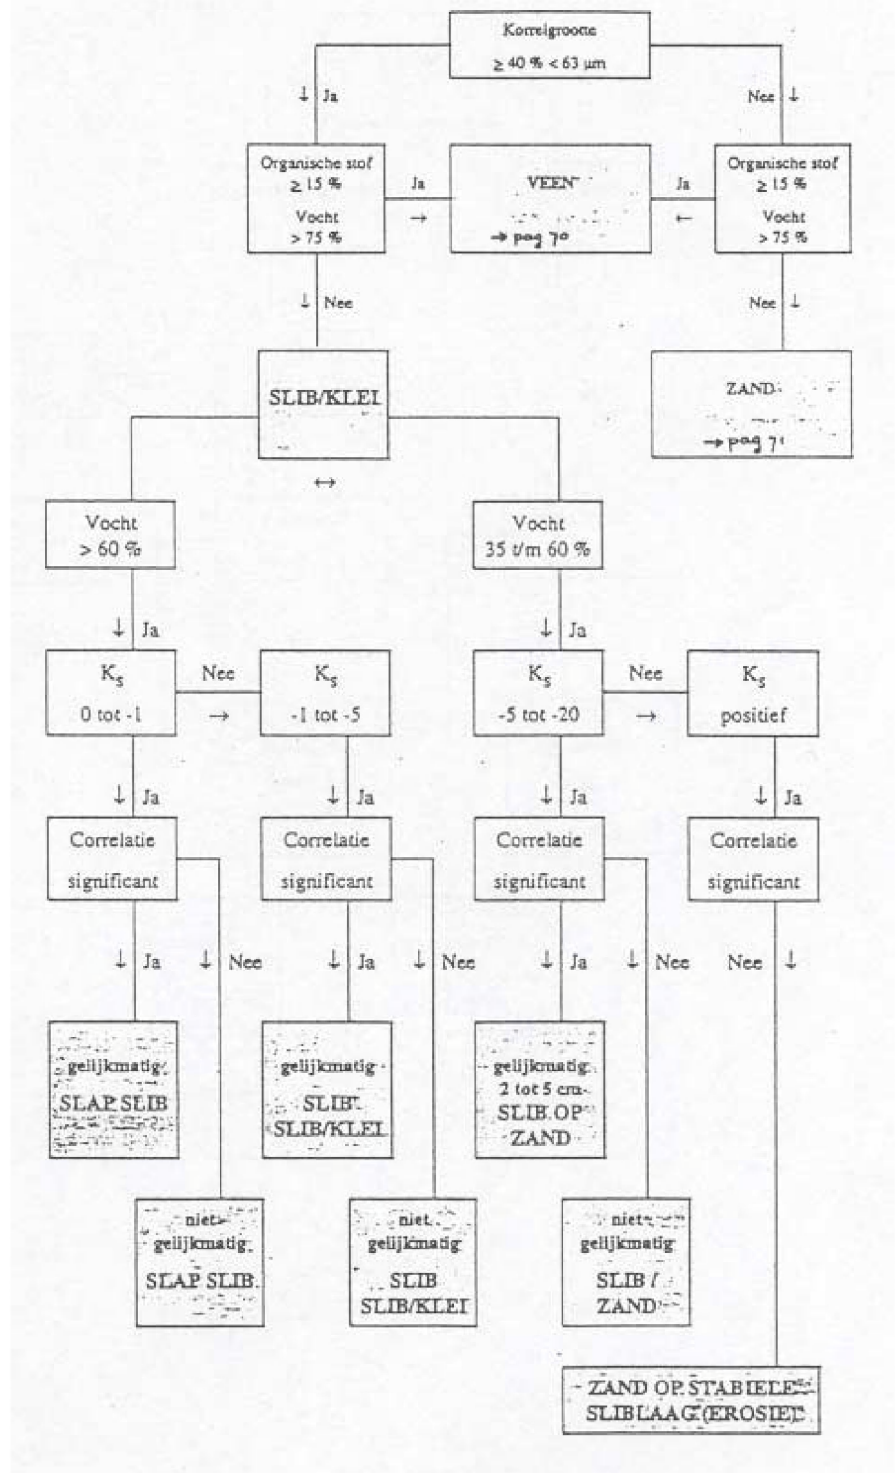 Korrelgrootte
≥ 40 % < 63 µm
↓ Ja
Nee ↓
Organische stof
≥ 15 %
Vocht
> 75 %
Ja
→
VEEN
→ pag 70
Ja
←
Organische stof
≥ 15 %
Vocht
> 75 %
↓ Nee
Nee ↓
SLIB/KLEI
↔
ZAND
→ pag 71
Vocht
> 60 %
Vocht
35 t/m 60 %
↓ Ja
↓ Ja
Ks
0 tot -1
Nee
→
Ks
-1 tot -5
Ks
-5 tot -20
Nee
→
Ks
positief
↓ Ja
↓ Ja
↓ Ja
↓ Ja
Correlatie
significant
Correlatie
significant
Correlatie
significant
Correlatie
significant
↓ Ja
↓ Nee
↓ Ja
↓ Nee
↓ Ja
↓ Nee
Nee ↓
gelijkmatig
SLAP SLIB
gelijkmatig
SLIB
SLIB/KLEI
gelijkmatig
2 tot 5 cm
SLIB OP
ZAND
niet
gelijkmatig
SLAP SLIB
niet
gelijkmatig
SLIB
SLIB/KLEI
niet
gelijkmatig
SLIB /
ZAND
ZAND OP STABIELE
SLIBLAAG (EROSIE)